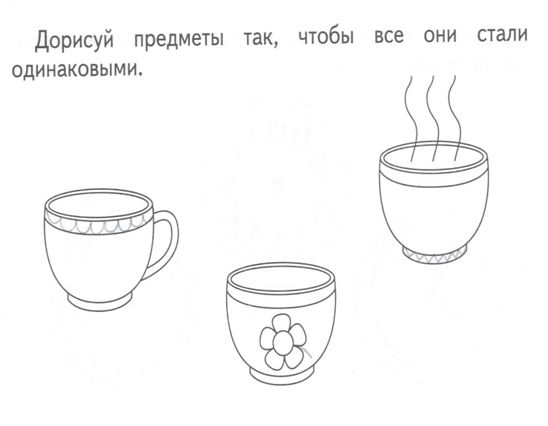 Дорисуй предметы так, чтобы все они стали
одинаковыми.